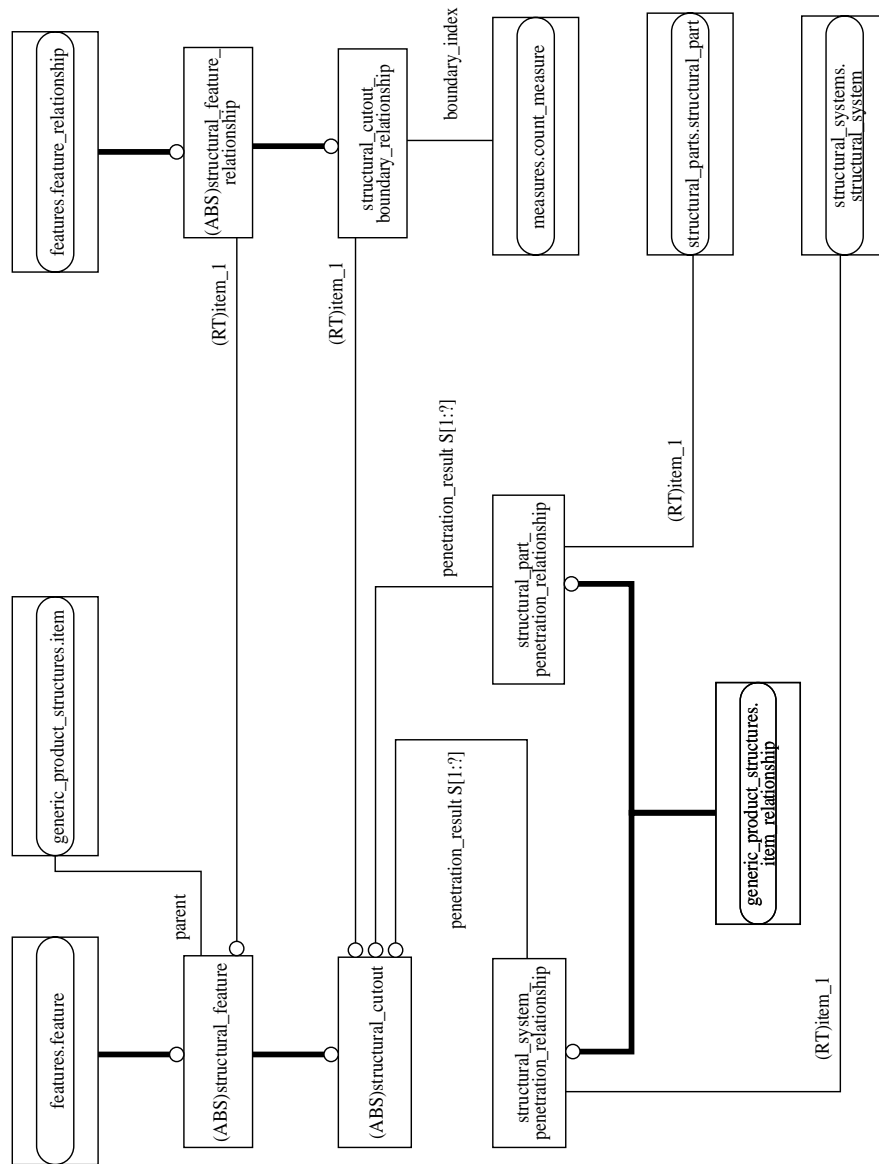 features.feature
generic_product_structures.item
features.feature_relationship
parent
(ABS)structural_feature
(RT)item_1
(ABS)structural_feature_
relationship
(ABS)structural_cutout
(RT)item_1
structural_cutout_
boundary_relationship
penetration_result S[1:?]
penetration_result S[1:?]
boundary_index
structural_system_
penetration_relationship
structural_part_
penetration_relationship
measures.count_measure
(RT)item_1
structural_parts.structural_part
generic_product_structures.
item_relationship
(RT)item_1
structural_systems.
structural_system